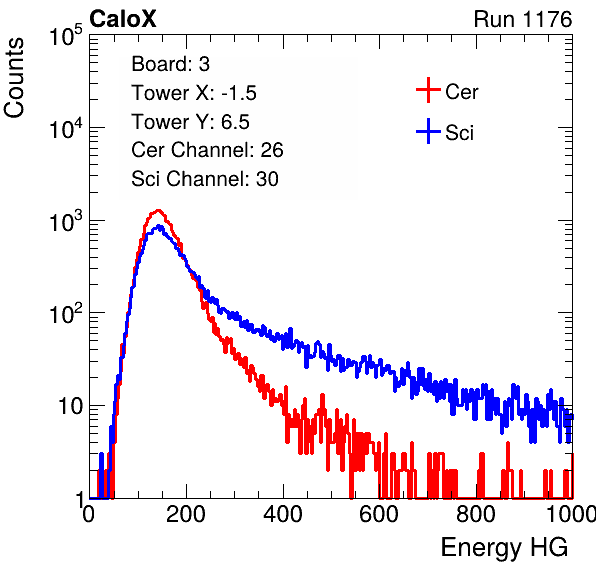 CaloX Run 1176
Counts
10^5
10^4
10^3
10^2
10
1
Board: 3
Tower X: -1.5
Tower Y: 6.5
Cer Channel: 26
Sci Channel: 30
Cer
Sci
0 200 400 600 800 1000
Energy HG